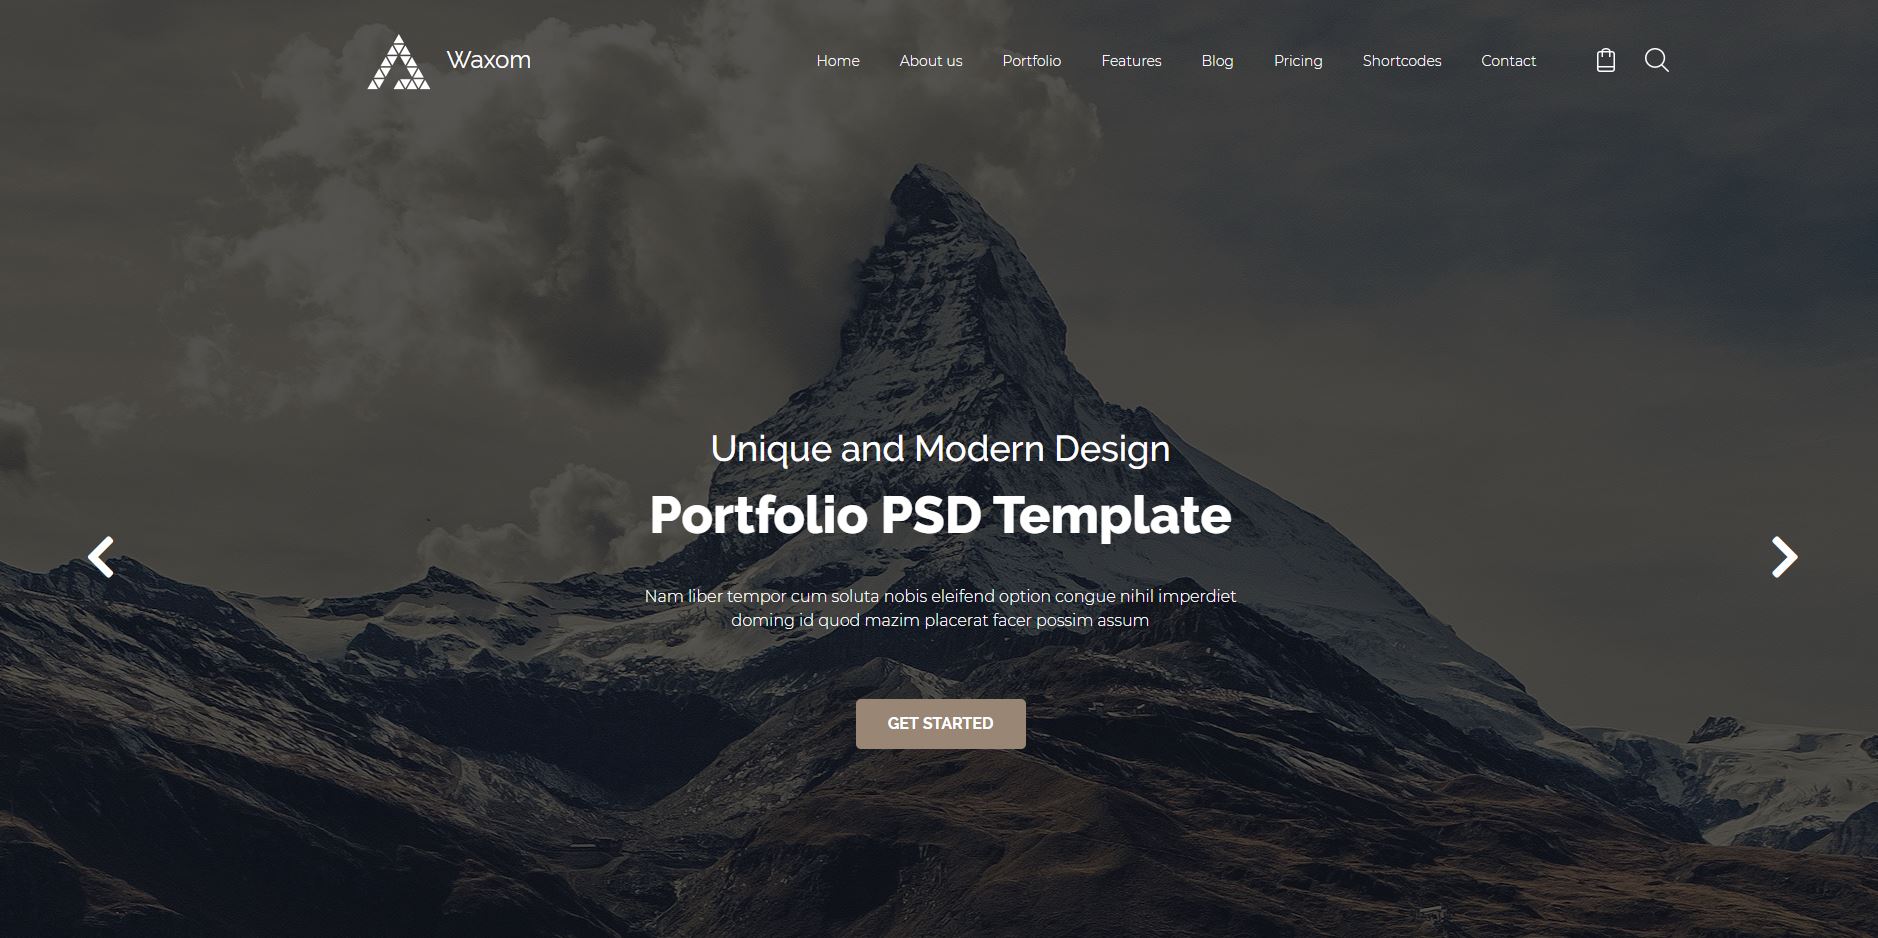 Waxom
Home About us Portfolio Features Blog Pricing Shortcodes Contact
Unique and Modern Design
Portfolio PSD Template
Nam liber tempor cum soluta nobis eleifend option congue nihil imperdiet
doming id quod mazim placerat facer possim assum
GET STARTED